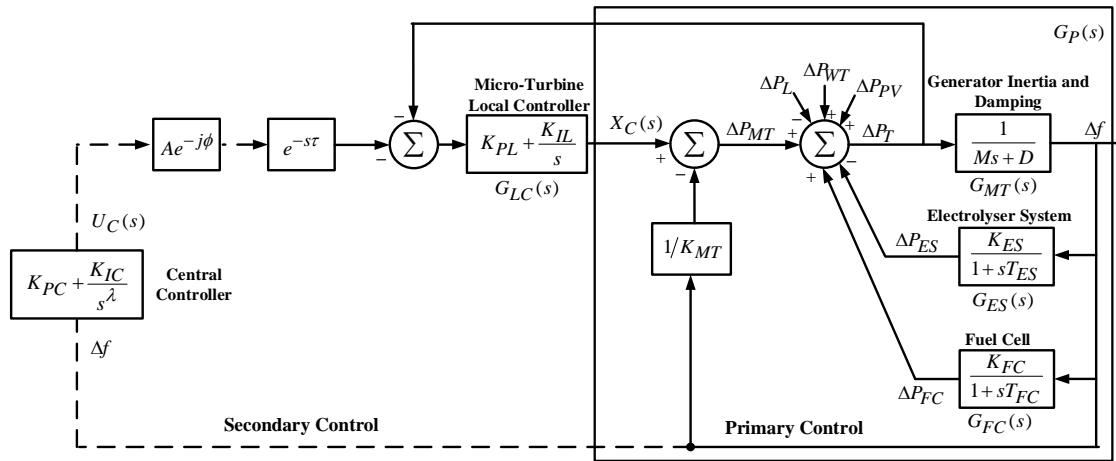 G_P(s)
ΔP_WT
ΔP_L
ΔP_PV
Micro-Turbine
Local Controller
Generator Inertia and
Damping
Ae^{-jϕ}
e^{-sτ}
−
−
Σ
K_PL + K_IL/s
G_LC(s)
X_C(s)
+
−
Σ
ΔP_MT
− + +
+
Σ
−
+
ΔP_T
1/(Ms + D)
G_MT(s)
Δf
U_C(s)
1/K_MT
Electrolyser System
ΔP_ES
K_ES/(1 + sT_ES)
G_ES(s)
K_PC + K_IC/s^λ
Central
Controller
Δf
Fuel Cell
ΔP_FC
K_FC/(1 + sT_FC)
G_FC(s)
Secondary Control
Primary Control